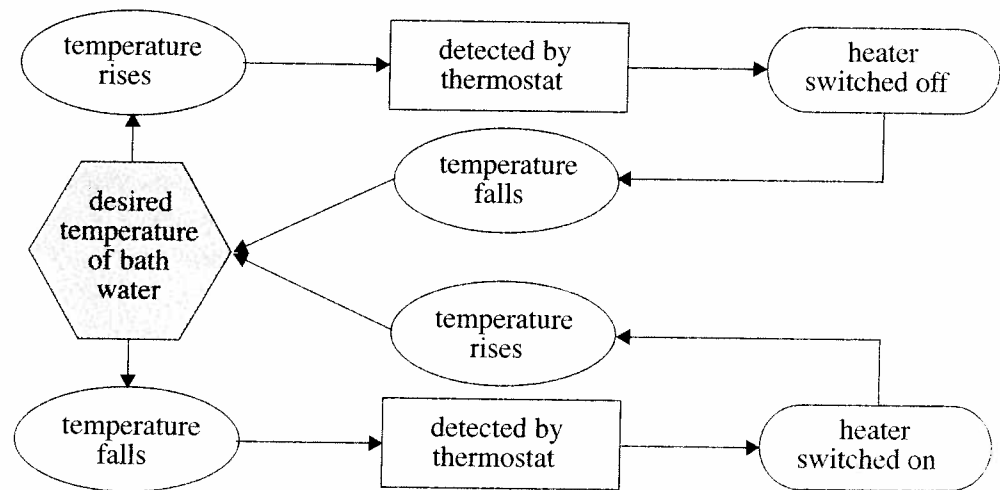 temperature
rises
detected by
thermostat
heater
switched off
temperature
falls
desired
temperature
of bath
water
temperature
rises
temperature
falls
detected by
thermostat
heater
switched on